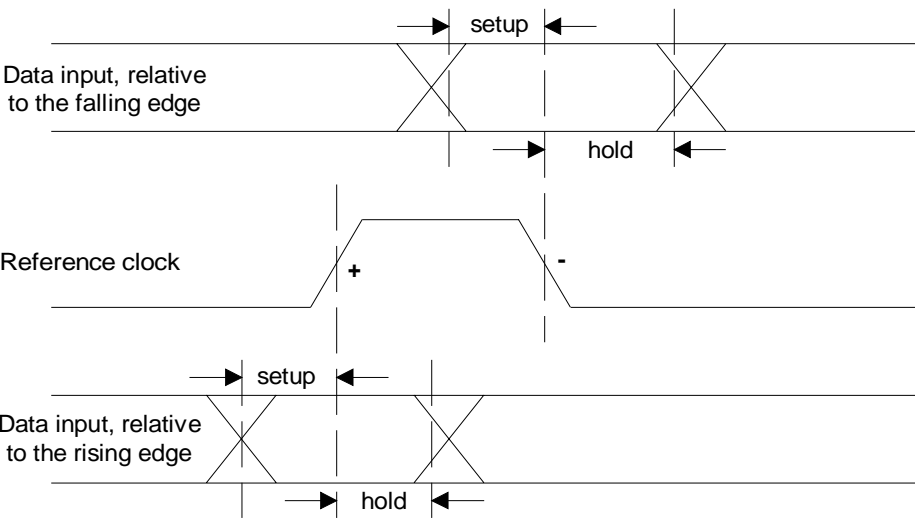 setup
Data input, relative
to the falling edge
hold
Reference clock
+
-
setup
Data input, relative
to the rising edge
hold